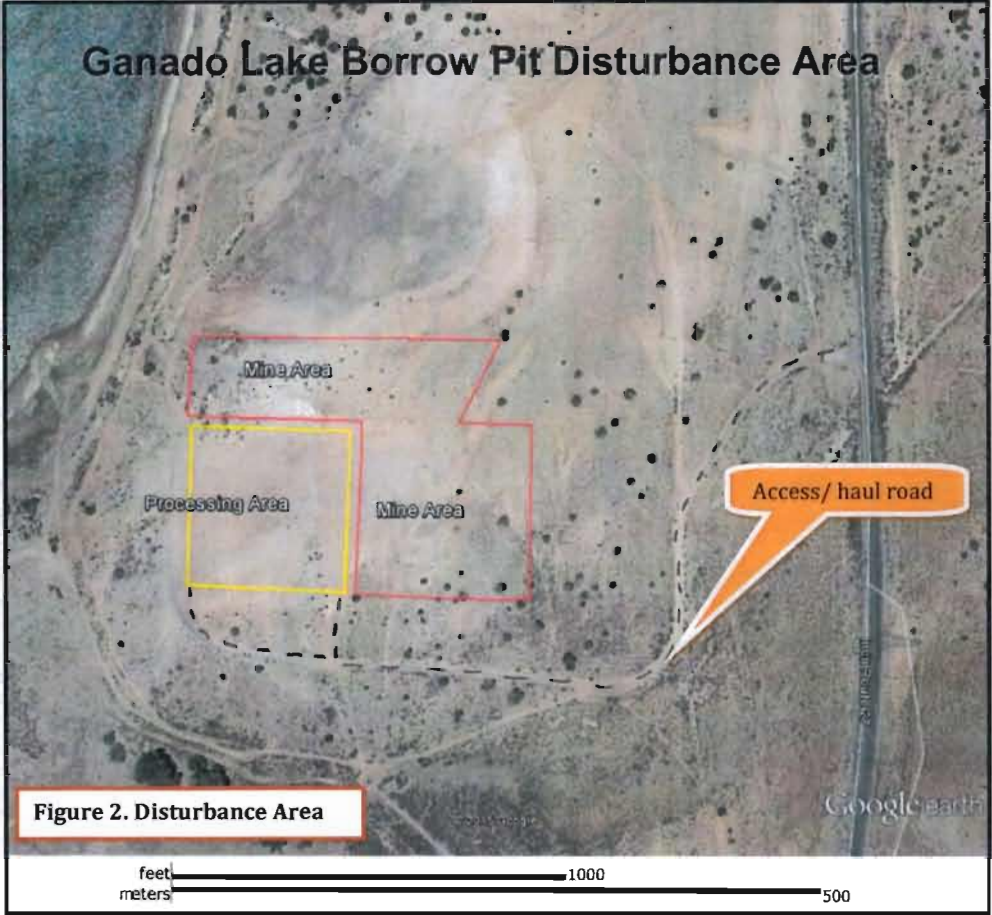 Ganado Lake Borrow Pit Disturbance Area
Mine Area
Processing Area
Mine Area
Access/ haul road
Figure 2. Disturbance Area
Google earth
feet
1000
meters
500